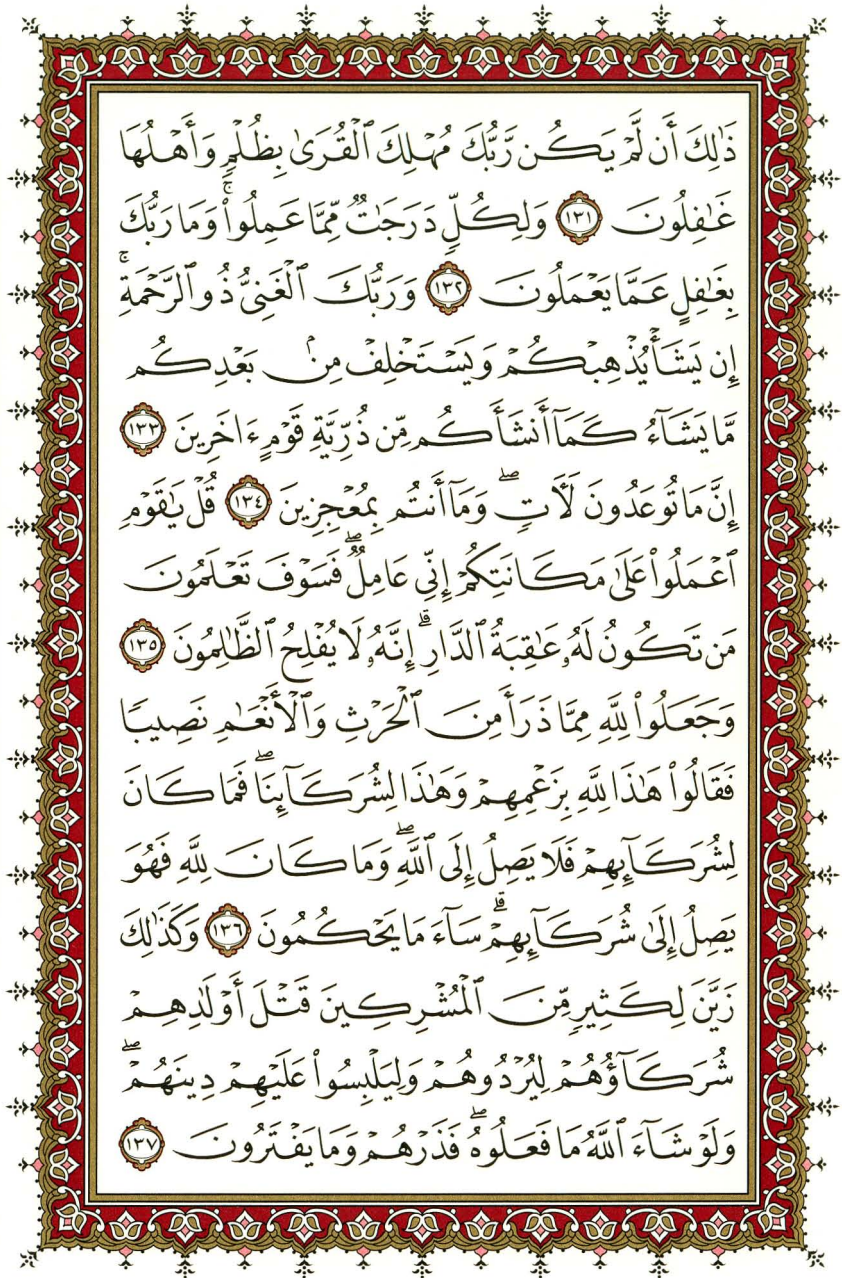 ذَٰلِكَ أَن لَّمْ يَكُن رَّبُّكَ مُهْلِكَ ٱلْقُرَىٰ بِظُلْمٍ وَأَهْلُهَا
غَٰفِلُونَ ١٣١ وَلِكُلٍّ دَرَجَٰتٌ مِّمَّا عَمِلُوا۟ ۚ وَمَا رَبُّكَ
بِغَٰفِلٍ عَمَّا يَعْمَلُونَ ١٣٢ وَرَبُّكَ ٱلْغَنِىُّ ذُو ٱلرَّحْمَةِ ۚ
إِن يَشَأْ يُذْهِبْكُمْ وَيَسْتَخْلِفْ مِنۢ بَعْدِكُم
مَّا يَشَآءُ كَمَآ أَنشَأَكُم مِّن ذُرِّيَّةِ قَوْمٍ ءَاخَرِينَ ١٣٣
إِنَّ مَا تُوعَدُونَ لَـَٔاتٍ ۖ وَمَآ أَنتُم بِمُعْجِزِينَ ١٣٤ قُلْ يَٰقَوْمِ
ٱعْمَلُوا۟ عَلَىٰ مَكَانَتِكُمْ إِنِّى عَامِلٌ ۖ فَسَوْفَ تَعْلَمُونَ
مَن تَكُونُ لَهُۥ عَٰقِبَةُ ٱلدَّارِ ۗ إِنَّهُۥ لَا يُفْلِحُ ٱلظَّٰلِمُونَ ١٣٥
وَجَعَلُوا۟ لِلَّهِ مِمَّا ذَرَأَ مِنَ ٱلْحَرْثِ وَٱلْأَنْعَٰمِ نَصِيبًا
فَقَالُوا۟ هَٰذَا لِلَّهِ بِزَعْمِهِمْ وَهَٰذَا لِشُرَكَآئِنَا ۖ فَمَا كَانَ
لِشُرَكَآئِهِمْ فَلَا يَصِلُ إِلَى ٱللَّهِ ۖ وَمَا كَانَ لِلَّهِ فَهُوَ
يَصِلُ إِلَىٰ شُرَكَآئِهِمْ ۗ سَآءَ مَا يَحْكُمُونَ ١٣٦ وَكَذَٰلِكَ
زَيَّنَ لِكَثِيرٍ مِّنَ ٱلْمُشْرِكِينَ قَتْلَ أَوْلَٰدِهِمْ
شُرَكَآؤُهُمْ لِيُرْدُوهُمْ وَلِيَلْبِسُوا۟ عَلَيْهِمْ دِينَهُمْ ۖ
وَلَوْ شَآءَ ٱللَّهُ مَا فَعَلُوهُ ۖ فَذَرْهُمْ وَمَا يَفْتَرُونَ ١٣٧